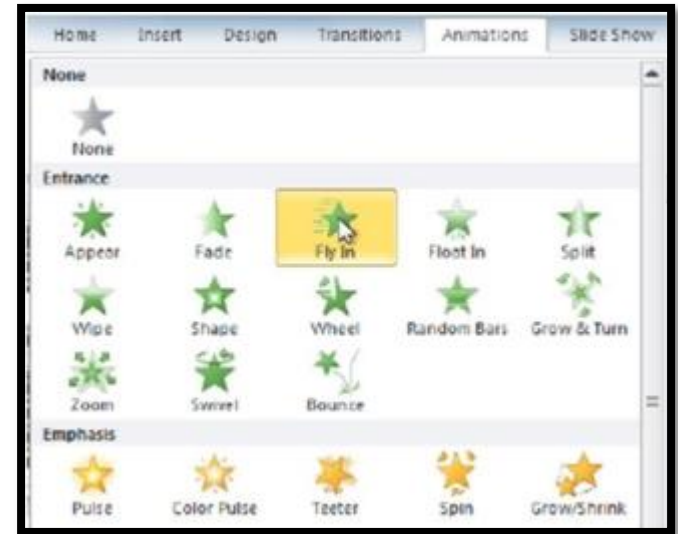 Home Insert Design Transitions Animations Slide Show
None
None
Entrance
Appear Fade Fly In Float In Split
Wipe Shape Wheel Random Bars Grow & Turn
Zoom Swivel Bounce
Emphasis
Pulse Color Pulse Teeter Spin Grow/Shrink